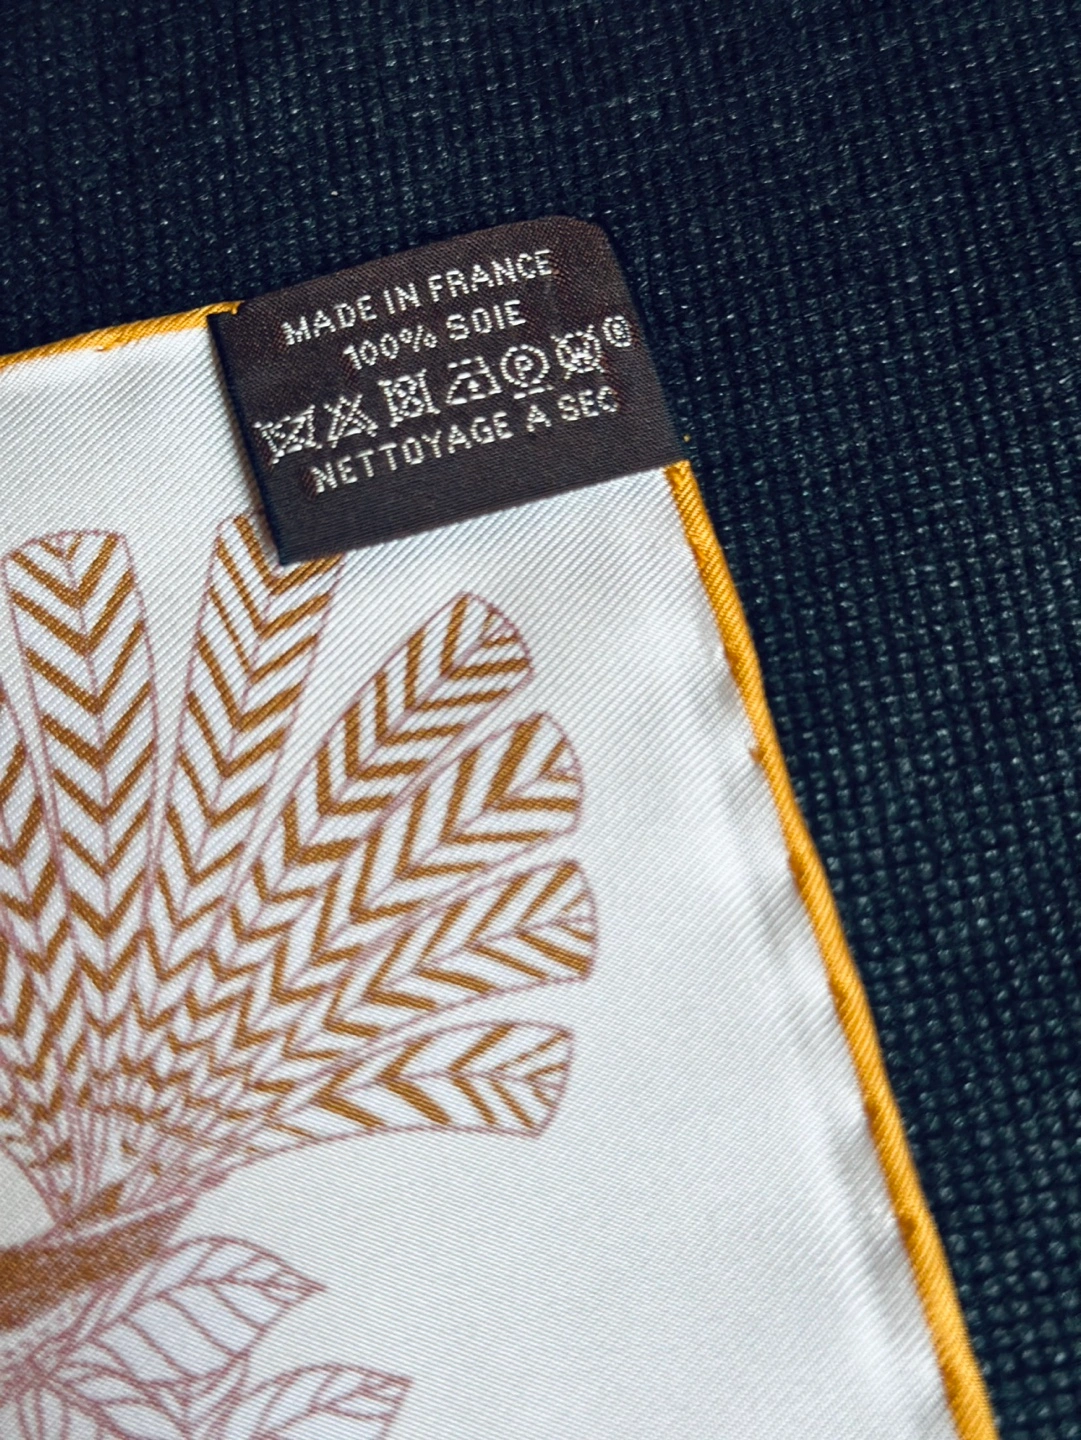 MADE IN FRANCE
100% SOIE
P W ®
NETTOYAGE A SEC